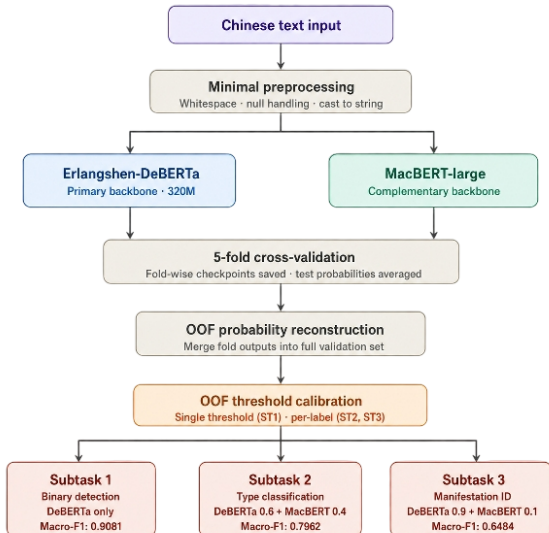 Chinese text input
Minimal preprocessing
Whitespace · null handling · cast to string
Erlangshen-DeBERTa
Primary backbone · 320M
MacBERT-large
Complementary backbone
5-fold cross-validation
Fold-wise checkpoints saved · test probabilities averaged
OOF probability reconstruction
Merge fold outputs into full validation set
OOF threshold calibration
Single threshold (ST1) · per-label (ST2, ST3)
Subtask 1
Binary detection
DeBERTa only
Macro-F1: 0.9081
Subtask 2
Type classification
DeBERTa 0.6 + MacBERT 0.4
Macro-F1: 0.7962
Subtask 3
Manifestation ID
DeBERTa 0.9 + MacBERT 0.1
Macro-F1: 0.6484